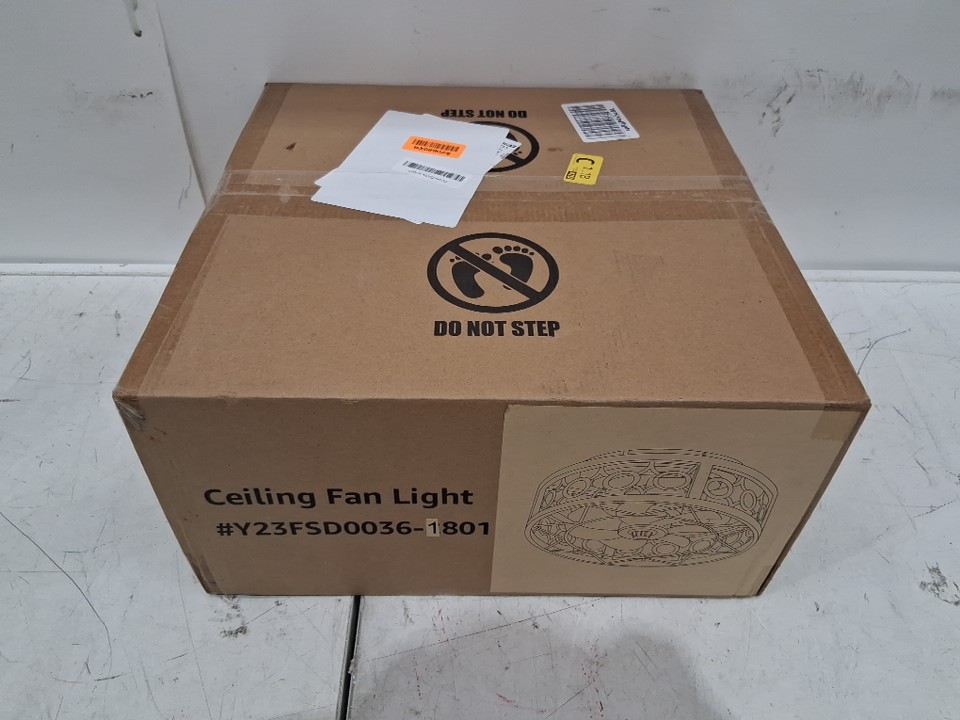 DO NOT STEP
DO NOT STEP
Ceiling Fan Light
#Y23FSD0036-1801